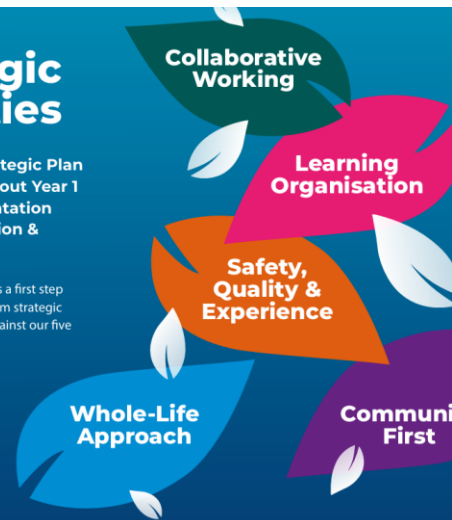 gic
ties
tegic Plan
out Year 1
tation
ion &
s a first step
m strategic
ainst our five
Collaborative
Working
Learning
Organisation
Safety,
Quality &
Experience
Whole-Life
Approach
Communi
First